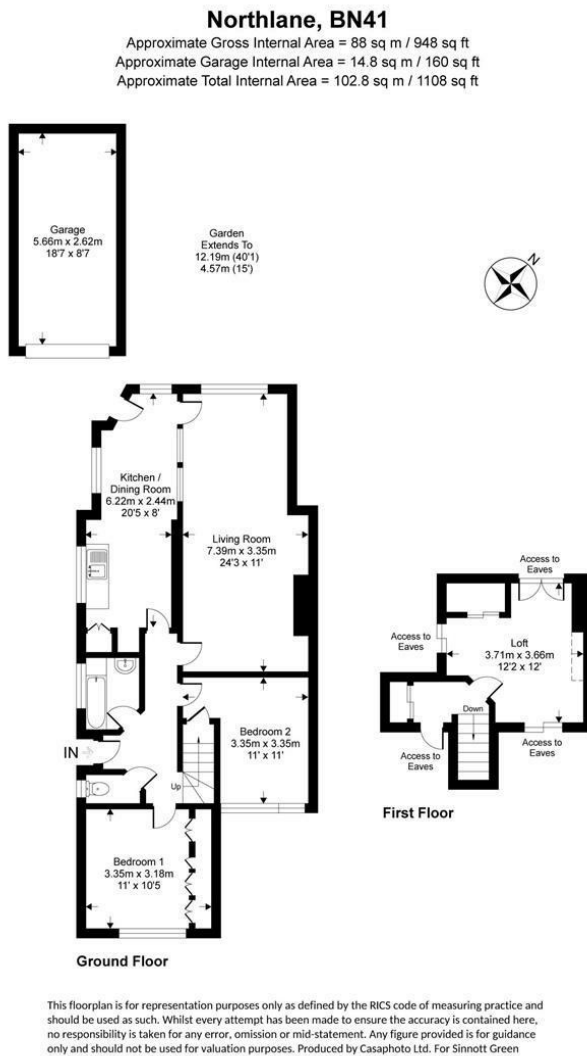 Northlane, BN41
Approximate Gross Internal Area = 88 sq m / 948 sq ft
Approximate Garage Internal Area = 14.8 sq m / 160 sq ft
Approximate Total Internal Area = 102.8 sq m / 1108 sq ft
Garage
5.66m x 2.62m
18'7 x 8'7
Garden
Extends To
12.19m (40'1)
4.57m (15')
N
Kitchen /
Dining Room
6.22m x 2.44m
20'5 x 8'
Living Room
7.39m x 3.35m
24'3 x 11'
Bedroom 2
3.35m x 3.35m
11' x 11'
IN
Up
Bedroom 1
3.35m x 3.18m
11' x 10'5
Ground Floor
Access to
Eaves
Access to
Eaves
Loft
3.71m x 3.66m
12'2 x 12'
Down
Access to
Eaves
Access to
Eaves
First Floor
This floorplan is for representation purposes only as defined by the RICS code of measuring practice and
should be used as such. Whilst every attempt has been made to ensure the accuracy is contained here,
no responsibility is taken for any error, omission or mid-statement. Any figure provided is for guidance
only and should not be used for valuation purposes. Produced by Casaphoto Ltd. For Sinnott Green